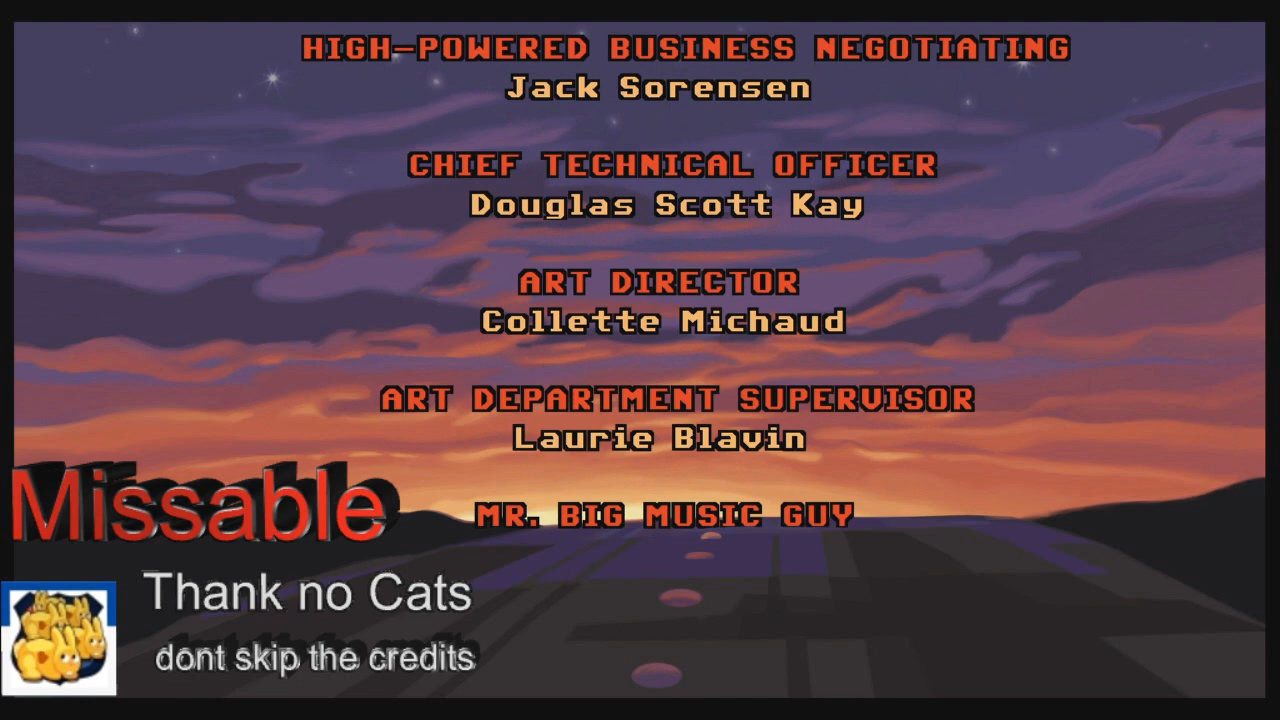 HIGH-POWERED BUSINESS NEGOTIATING
Jack Sorensen
CHIEF TECHNICAL OFFICER
Douglas Scott Kay
ART DIRECTOR
Collette Michaud
ART DEPARTMENT SUPERVISOR
Laurie Blavin
MR. BIG MUSIC GUY
Missable
Thank no Cats
dont skip the credits